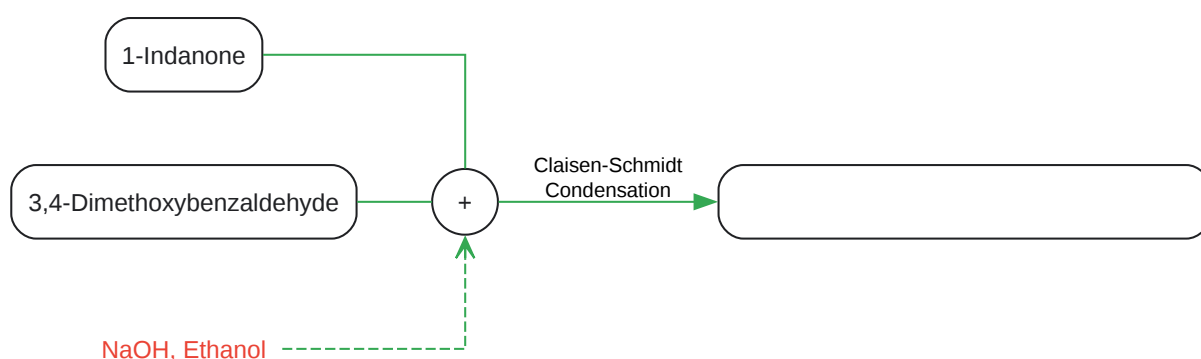 1-Indanone
3,4-Dimethoxybenzaldehyde
+
Claisen-Schmidt
Condensation
NaOH, Ethanol